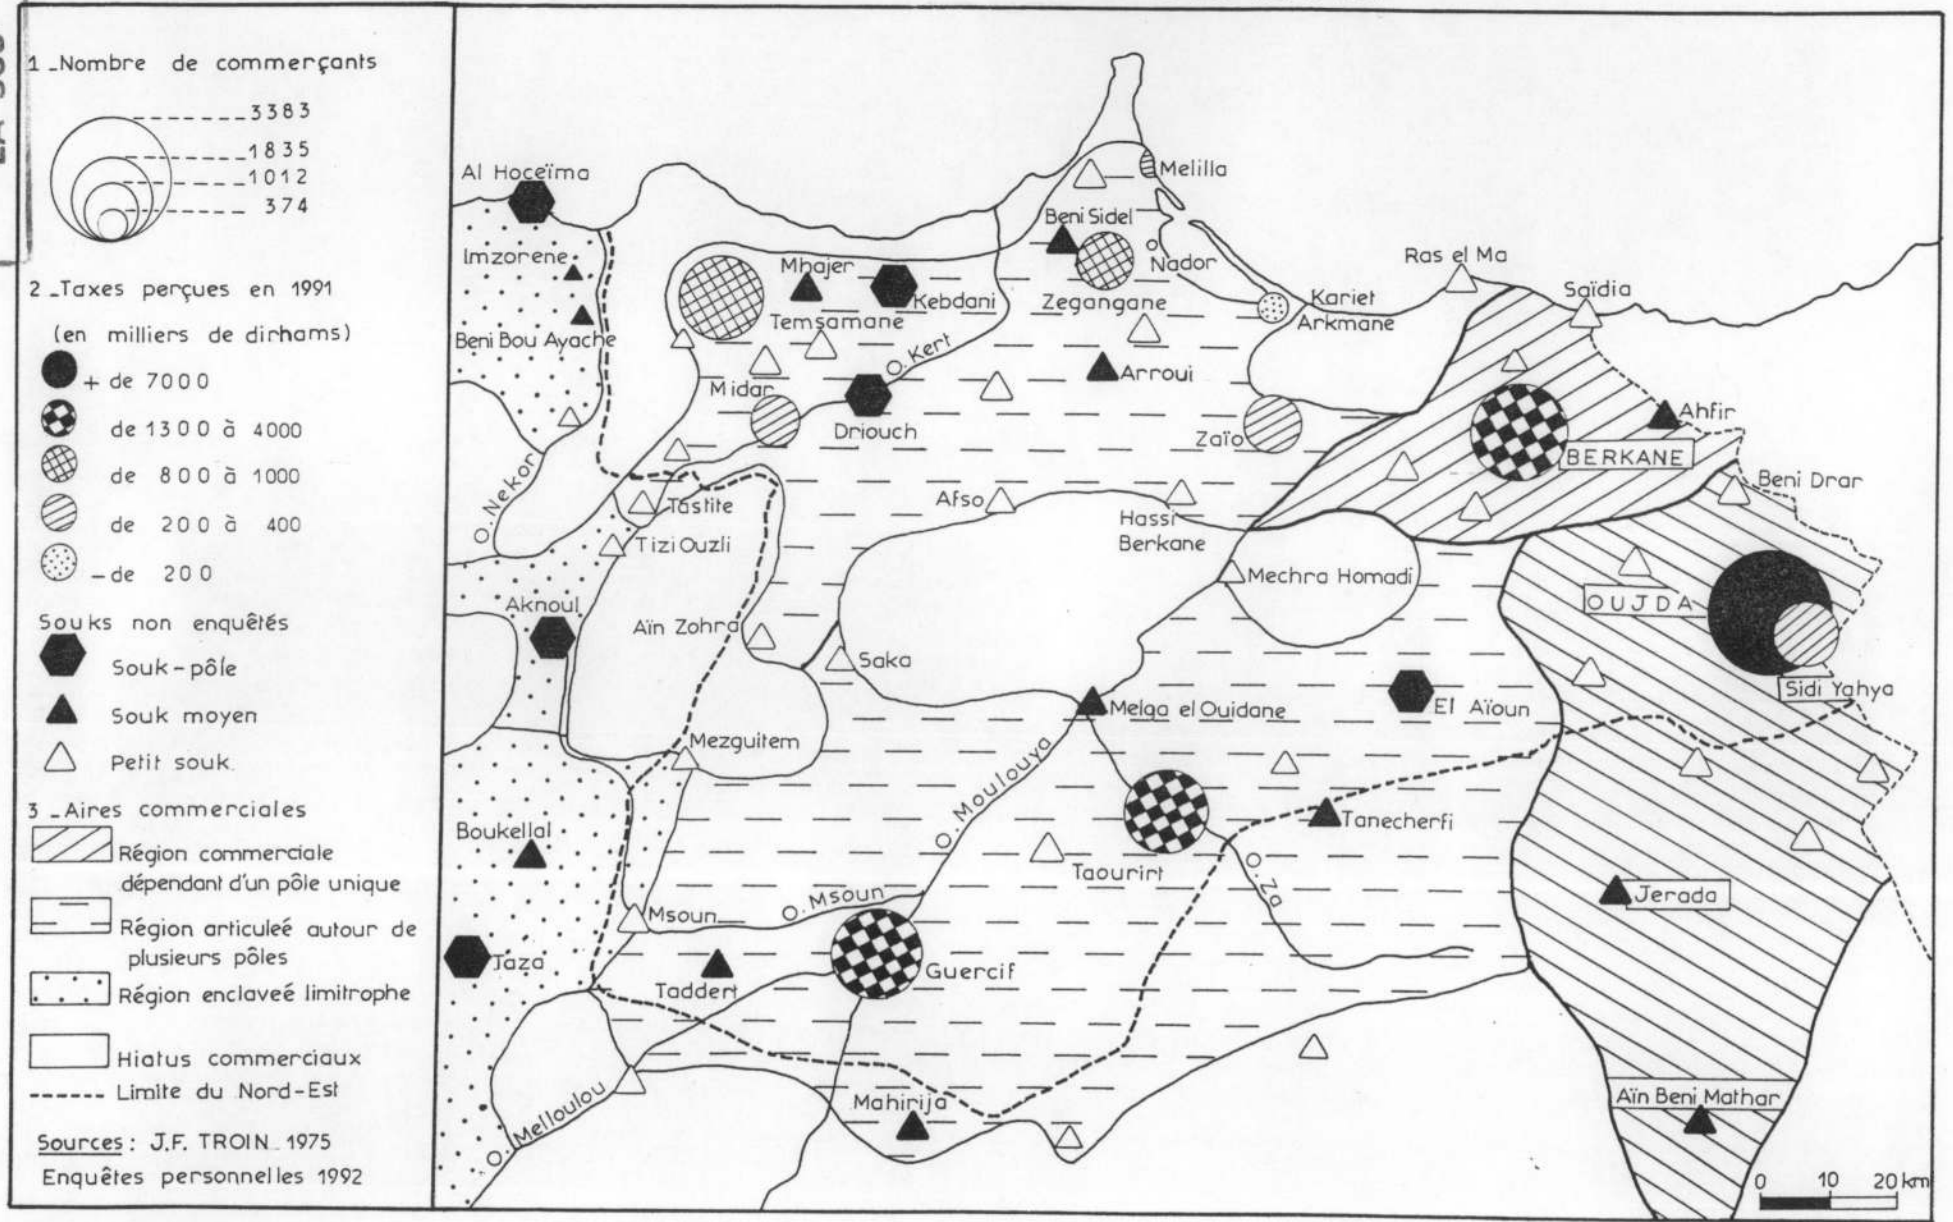 1 _ Nombre de commerçants
3383
1835
1012
374
2 _ Taxes perçues en 1991
(en milliers de dirhams)
+ de 7000
de 1300 à 4000
de 800 à 1000
de 200 à 400
– de 200
Souks non enquêtés
Souk-pôle
Souk moyen
Petit souk
3 _ Aires commerciales
Région commerciale
dépendant d'un pôle unique
Région articuleé autour de
plusieurs pôles
Région enclaveé limitrophe
Hiatus commerciaux
Limite du Nord-Est
Sources : J.F. TROIN _ 1975
Enquêtes personnelles 1992
Al Hoceïma
Melilla
Beni Sidel
Imzorene
Mhajer
Kebdani
Nador
Zegangane
Ras el Ma
Saïdia
Kariet
Arkmane
Temsamane
Beni Bou Ayache
O. Kert
Arroui
Midar
Driouch
Zaïo
Ahfir
BERKANE
Beni Drar
O. Nekor
Tastite
Afso
Hassi
Berkane
Tizi Ouzli
Mechra Homadi
Aknoul
Aïn Zohra
OUJDA
Saka
Sidi Yahya
Melga el Ouidane
El Aïoun
Mezguitem
O. Moulouya
Boukellal
Tanecherfi
Taourirt
O. Za
Jerada
O. Msoun
Msoun
Jaza
Taddert
Guercif
Mahirija
Aïn Beni Mathar
O. Melloulou
0 10 20 km